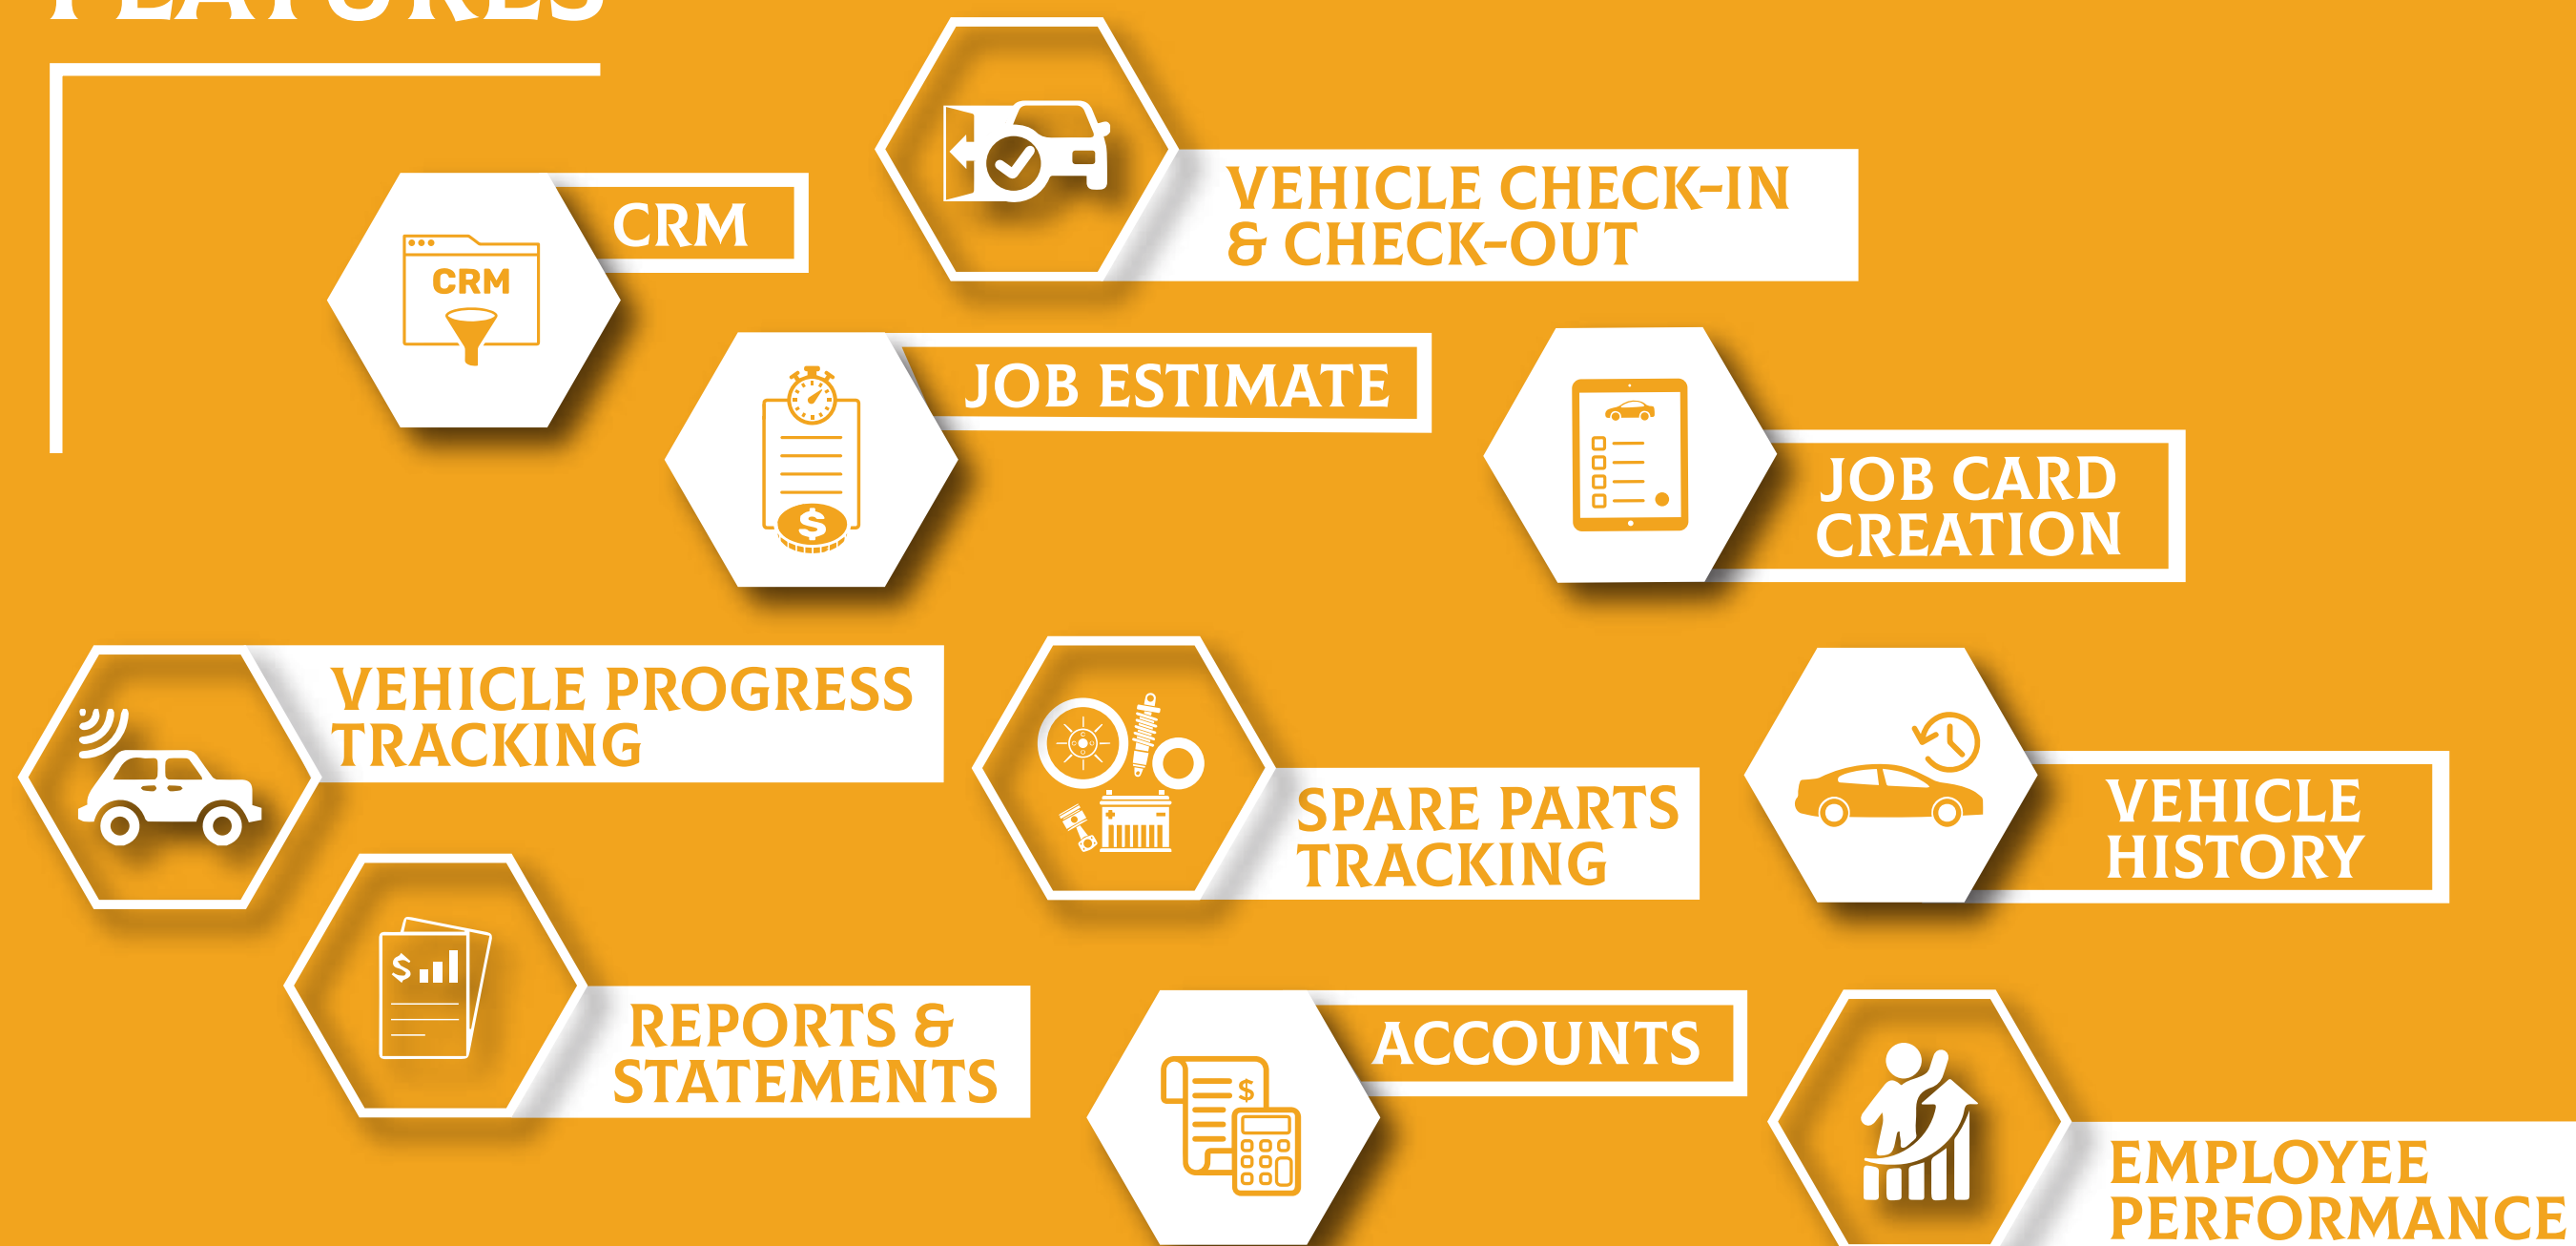 FEATURES
VEHICLE CHECK-IN
& CHECK-OUT
CRM
CRM
JOB ESTIMATE
$
JOB CARD
CREATION
VEHICLE PROGRESS
TRACKING
SPARE PARTS
TRACKING
VEHICLE
HISTORY
$
REPORTS &
STATEMENTS
ACCOUNTS
$
EMPLOYEE
PERFORMANCE